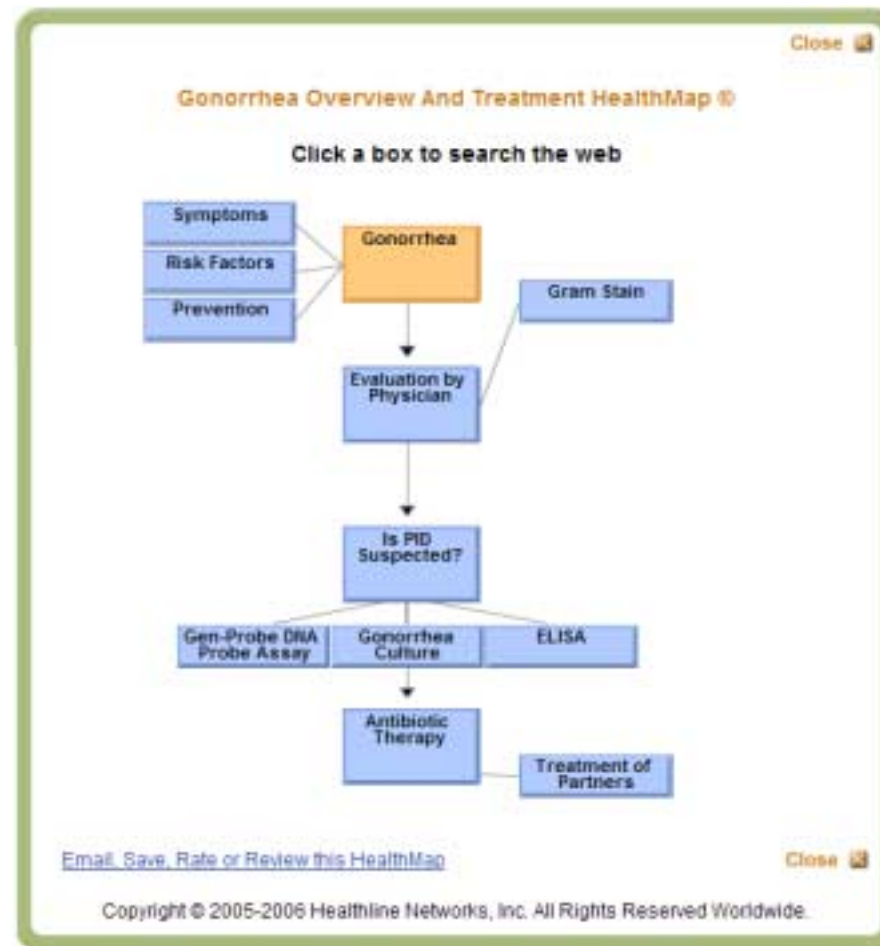 Close
Gonorrhea Overview And Treatment HealthMap ®
Click a box to search the web
Symptoms
Risk Factors
Prevention
Gonorrhea
Gram Stain
Evaluation by
Physician
Is PID
Suspected?
Gen-Probe DNA
Probe Assay
Gonorrhea
Culture
ELISA
Antibiotic
Therapy
Treatment of
Partners
Email, Save, Rate or Review this HealthMap
Close
Copyright © 2005-2006 Healthline Networks, Inc. All Rights Reserved Worldwide.